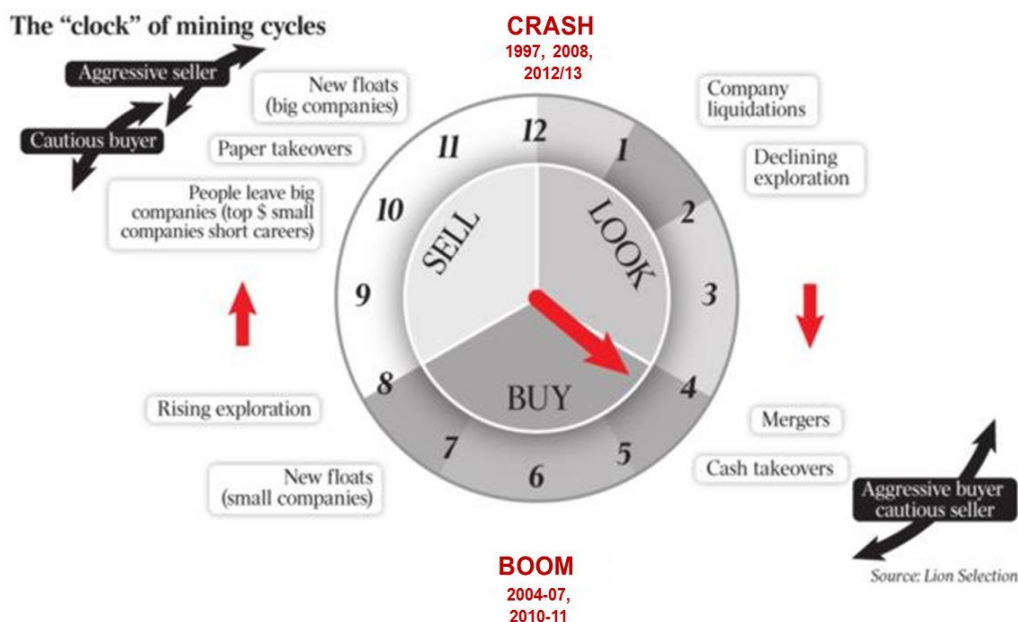 The “clock” of mining cycles
CRASH
1997, 2008,
2012/13
Aggressive seller
Cautious buyer
New floats
(big companies)
Paper takeovers
People leave big
companies (top $ small
companies short careers)
Company
liquidations
Declining
exploration
12
1
2
3
4
5
6
7
8
9
10
11
SELL
LOOK
BUY
Rising exploration
New floats
(small companies)
Mergers
Cash takeovers
Aggressive buyer
cautious seller
BOOM
2004-07,
2010-11
Source: Lion Selection